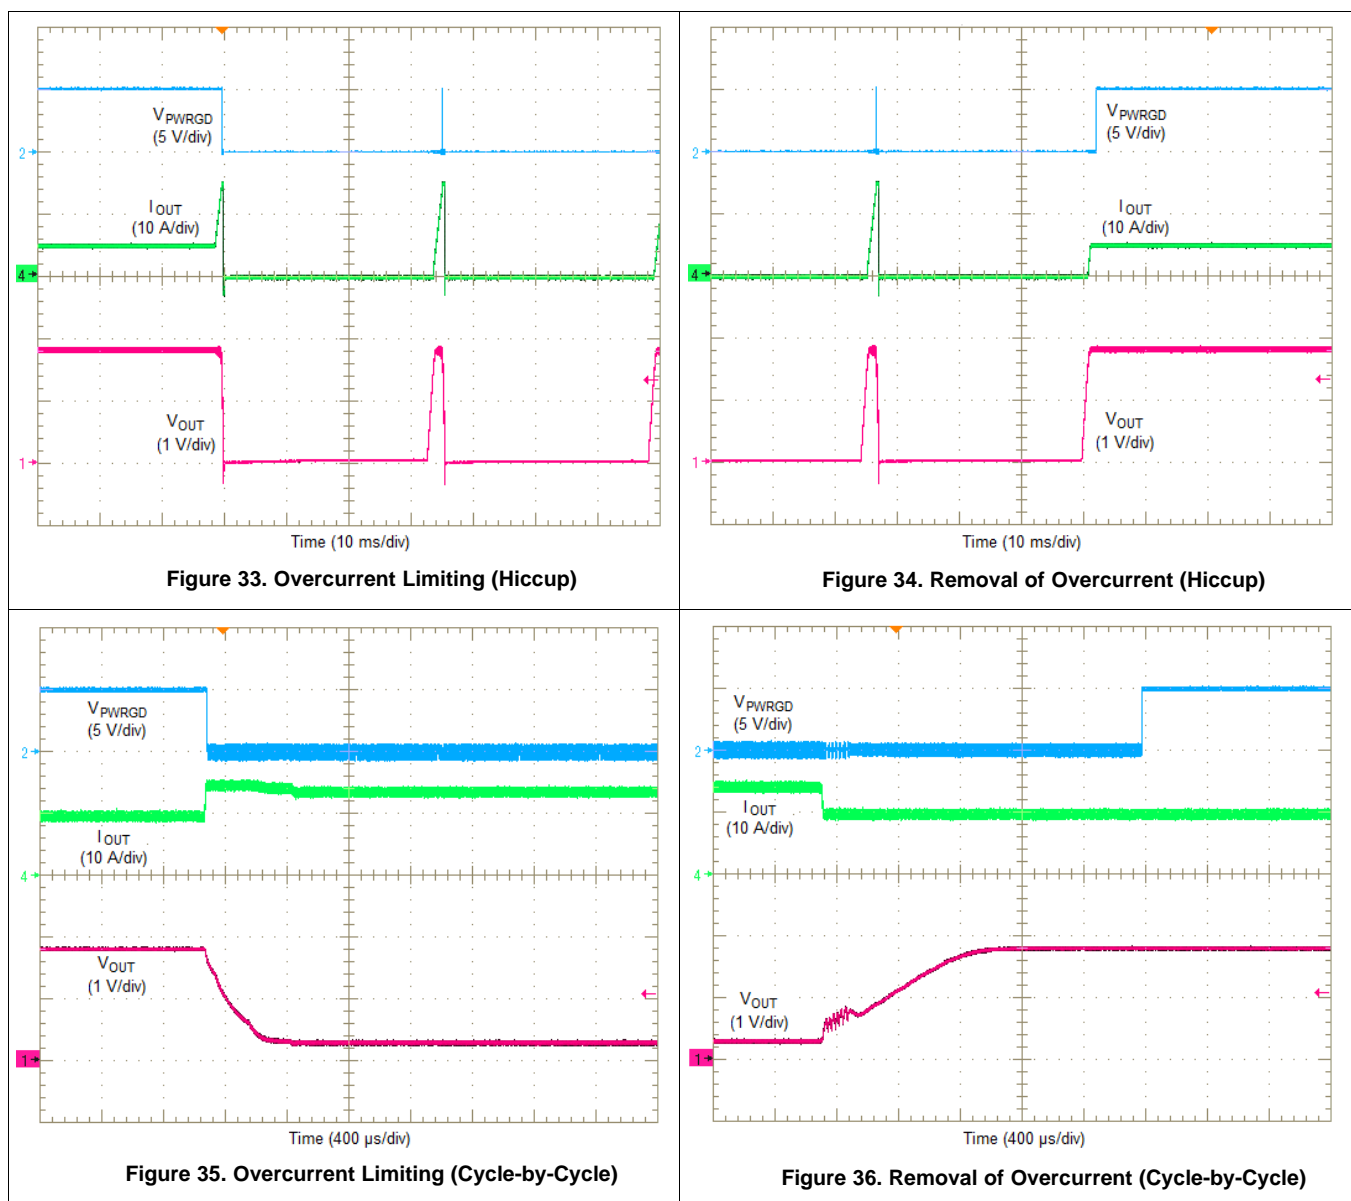 VPWRGD
(5 V/div)
2
IOUT
(10 A/div)
4
VOUT
(1 V/div)
1
Time (10 ms/div)
Figure 33. Overcurrent Limiting (Hiccup)
VPWRGD
(5 V/div)
2
IOUT
(10 A/div)
4
VOUT
(1 V/div)
1
Time (10 ms/div)
Figure 34. Removal of Overcurrent (Hiccup)
VPWRGD
(5 V/div)
2
IOUT
(10 A/div)
4
VOUT
(1 V/div)
1
Time (400 µs/div)
Figure 35. Overcurrent Limiting (Cycle-by-Cycle)
VPWRGD
(5 V/div)
2
IOUT
(10 A/div)
4
VOUT
(1 V/div)
1
Time (400 µs/div)
Figure 36. Removal of Overcurrent (Cycle-by-Cycle)